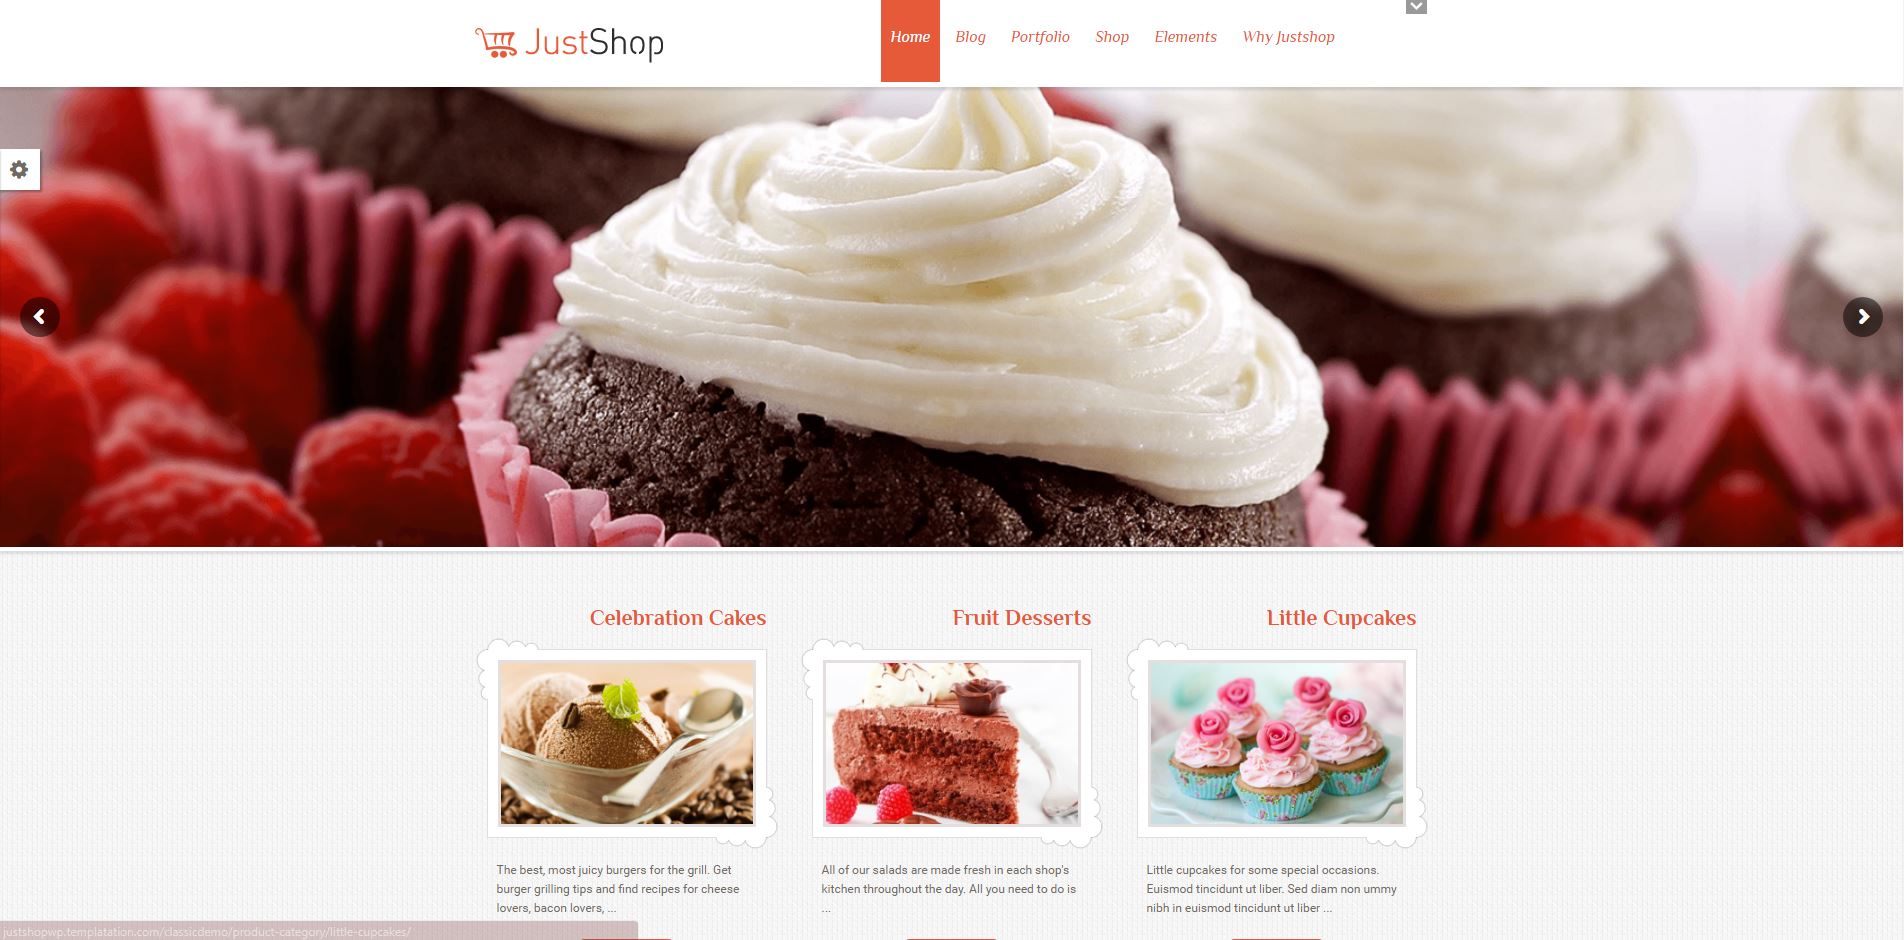 JustShop
Home Blog Portfolio Shop Elements Why Justshop
Celebration Cakes
Fruit Desserts
Little Cupcakes
The best, most juicy burgers for the grill. Get
burger grilling tips and find recipes for cheese
lovers, bacon lovers, ...
All of our salads are made fresh in each shop's
kitchen throughout the day. All you need to do is
...
Little cupcakes for some special occasions.
Euismod tincidunt ut liber. Sed diam non ummy
nibh in euismod tincidunt ut liber ...
justshopwp.templatation.com/classicdemo/product-category/little-cupcakes/